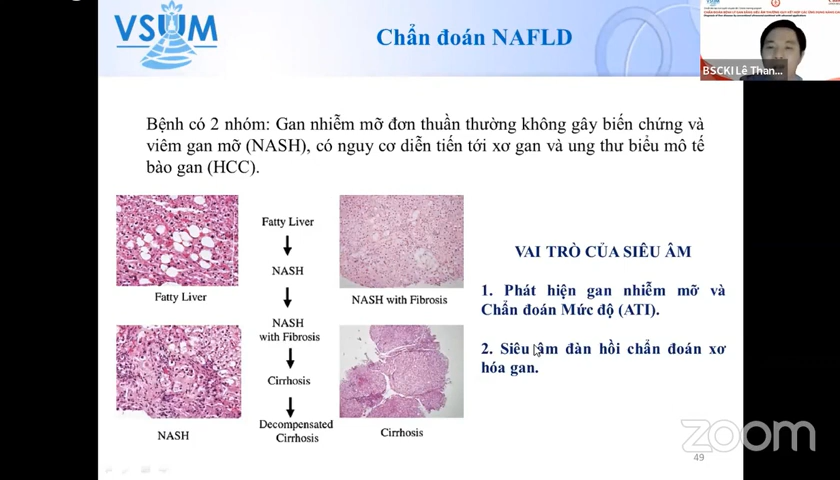 VSUM
Chẩn đoán NAFLD
BSCKI Lê Than...
Bệnh có 2 nhóm: Gan nhiễm mỡ đơn thuần thường không gây biến chứng và
viêm gan mỡ (NASH), có nguy cơ diễn tiến tới xơ gan và ung thư biểu mô tế
bào gan (HCC).
Fatty Liver
NASH
NASH
with Fibrosis
Cirrhosis
Decompensated
Cirrhosis
Fatty Liver
NASH with Fibrosis
NASH
Cirrhosis
VAI TRÒ CỦA SIÊU ÂM
1. Phát hiện gan nhiễm mỡ và
Chẩn đoán Mức độ (ATI).
2. Siêu âm đàn hồi chẩn đoán xơ
hóa gan.
zoom
49